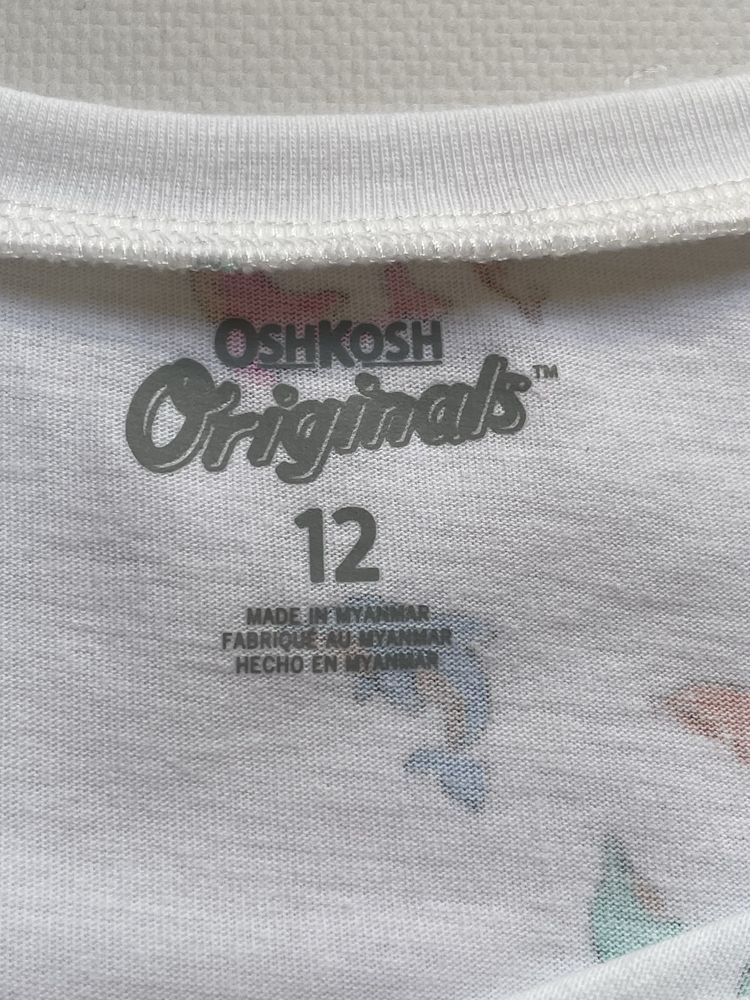 OSHKOSH
Originals™
12
MADE IN MYANMAR
FABRIQUÉ AU MYANMAR
HECHO EN MYANMAR